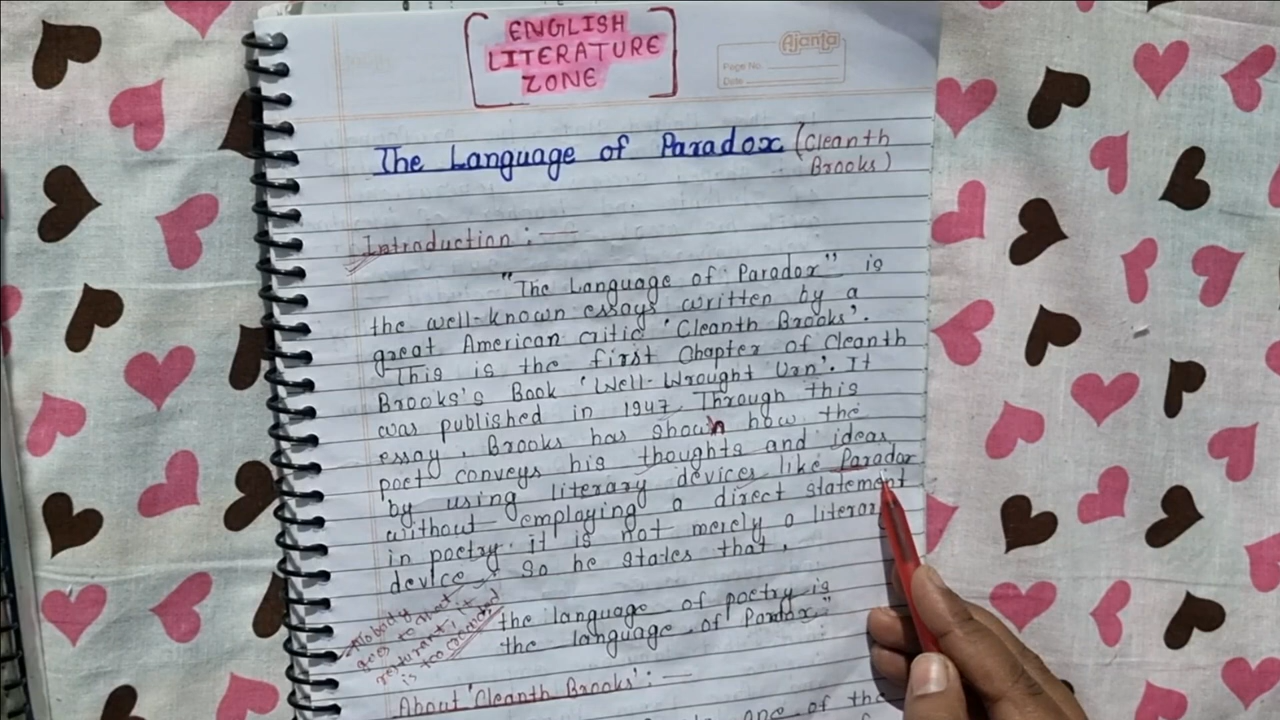 ENGLISH
LITERATURE
ZONE
Ajanta
Page No.
Date
The Language of Paradox (Cleanth
Brooks)
Introduction :—
"The Language of Paradox" is
the well-known essays written by a
great American critic 'Cleanth Brooks'.
This is the first Chapter of Cleanth
Brooks's Book 'Well-Wrought Urn'. It
was published in 1947. Through this
essay, Brooks has shown how the
poet conveys his thoughts and ideas
by using literary devices like Paradox
without employing a direct statement
in poetry. it is not merely a literary
device. So he states that,
the language of poetry is
the language of Pardox"
Nobody
goes to that
resturant, it
is too crowded
About 'Cleanth Brooks' :—
one of the